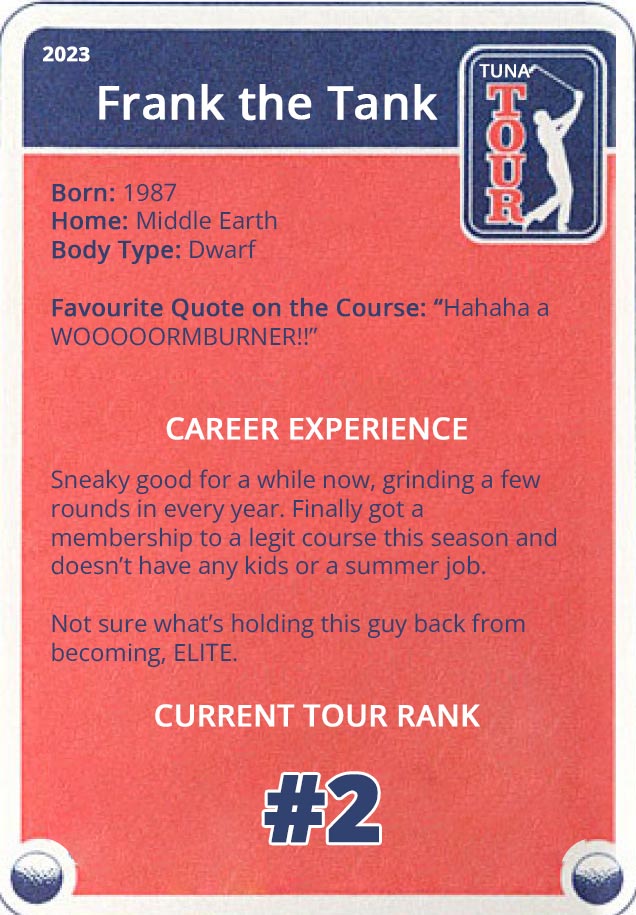 2023
Frank the Tank
TUNA
TOUR
Born: 1987
Home: Middle Earth
Body Type: Dwarf
Favourite Quote on the Course: “Hahaha a
WOOOOORMBURNER!!”
CAREER EXPERIENCE
Sneaky good for a while now, grinding a few
rounds in every year. Finally got a
membership to a legit course this season and
doesn’t have any kids or a summer job.
Not sure what’s holding this guy back from
becoming, ELITE.
CURRENT TOUR RANK
#2